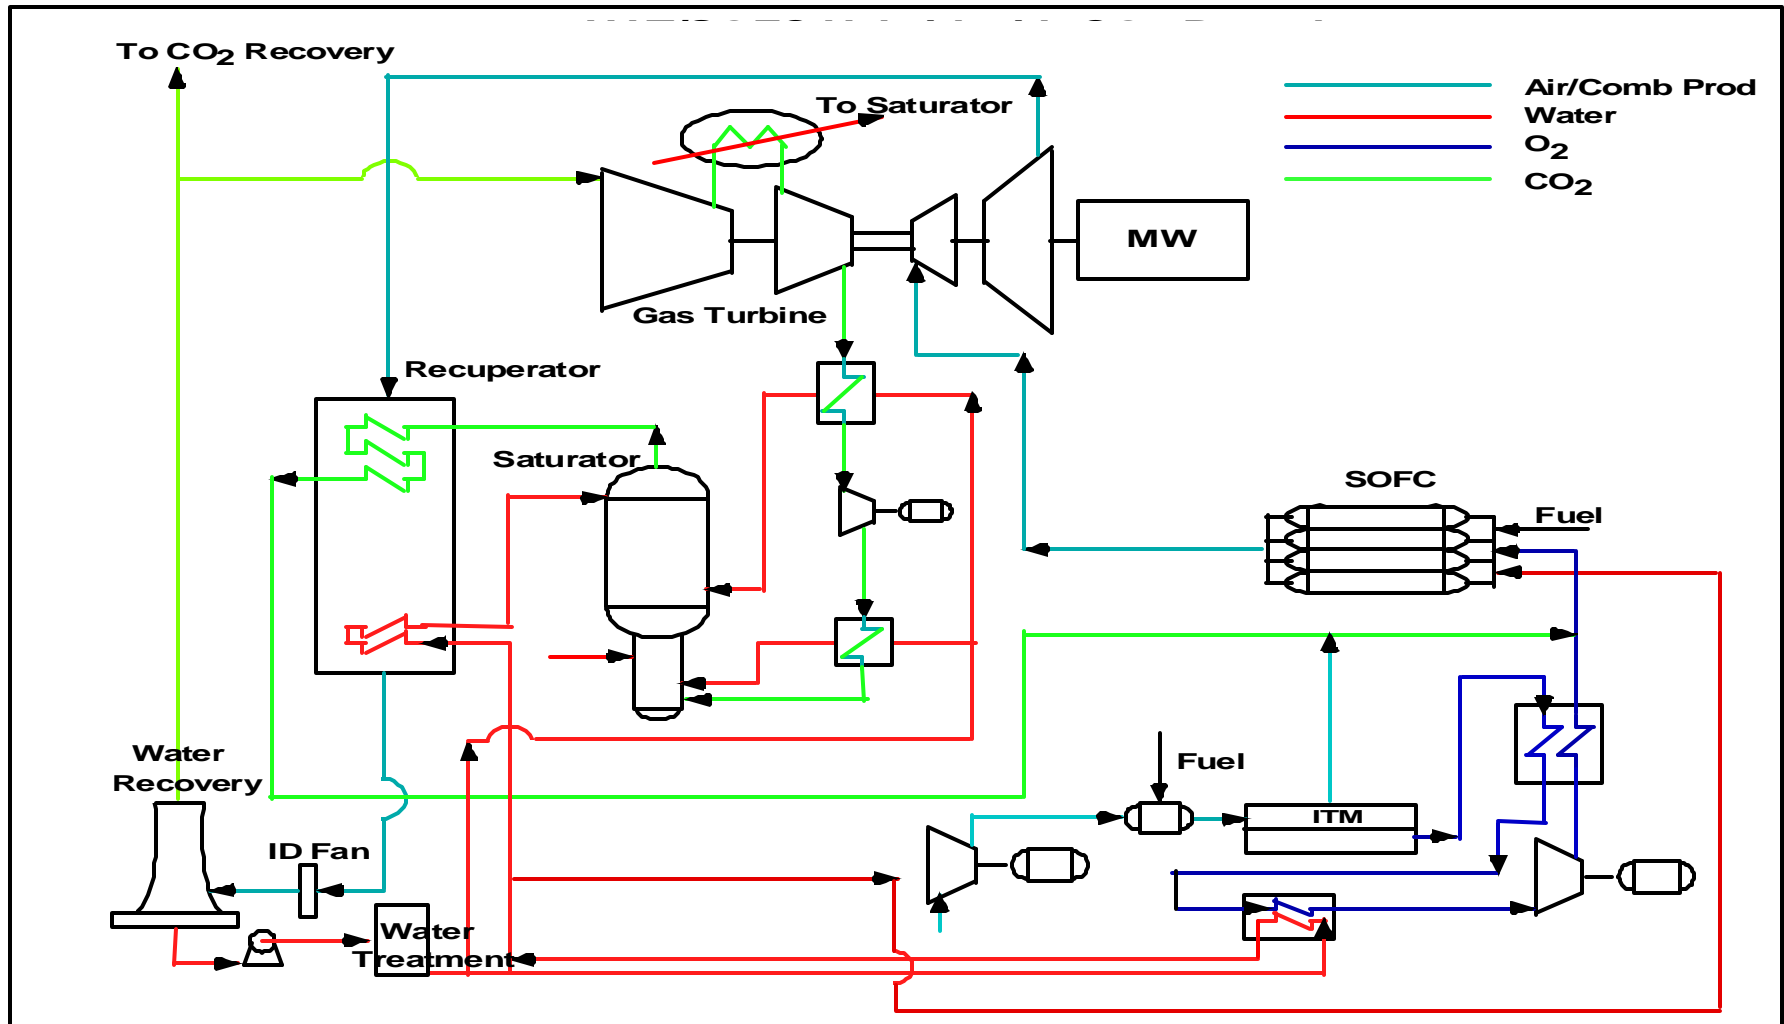 To CO2 Recovery
To Saturator
Air/Comb Prod
Water
O2
CO2
MW
Gas Turbine
Recuperator
Saturator
SOFC
Fuel
Water
Recovery
Fuel
ITM
ID Fan
Water
Treatment